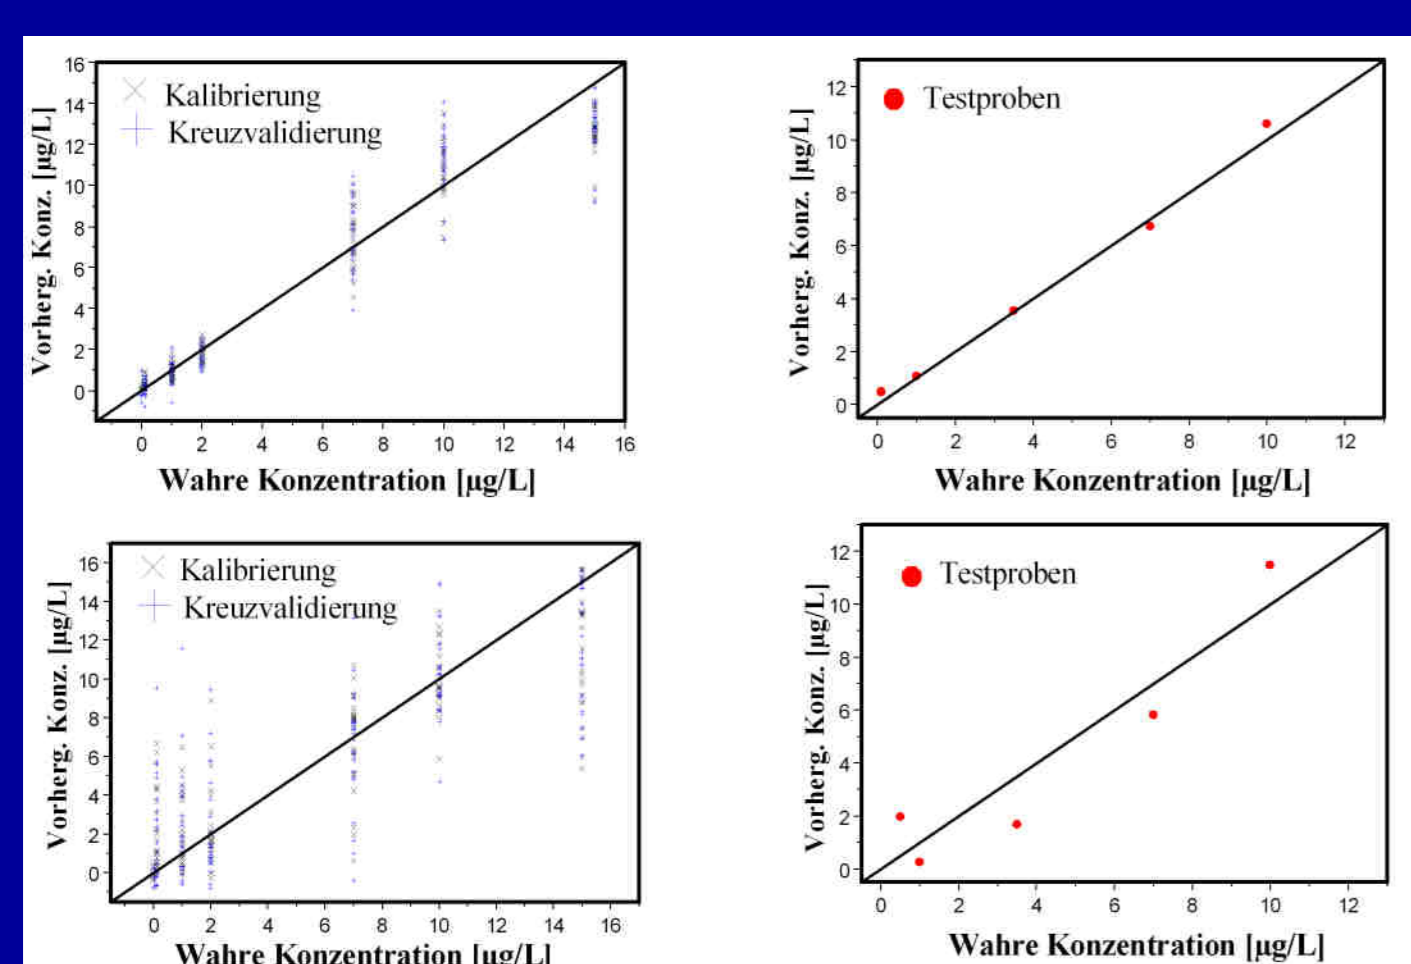 Kalibrierung
Kreuzvalidierung
Vorherg. Konz. [µg/L]
16
14
12
10
8
6
4
2
0
0 2 4 6 8 10 12 14 16
Wahre Konzentration [µg/L]
Testproben
Vorherg. Konz. [µg/L]
12
10
8
6
4
2
0
0 2 4 6 8 10 12
Wahre Konzentration [µg/L]
Kalibrierung
Kreuzvalidierung
Vorherg. Konz. [µg/L]
16
14
12
10
8
6
4
2
0
0 2 4 6 8 10 12 14 16
Wahre Konzentration [µg/L]
Testproben
Vorherg. Konz. [µg/L]
12
10
8
6
4
2
0
0 2 4 6 8 10 12
Wahre Konzentration [µg/L]